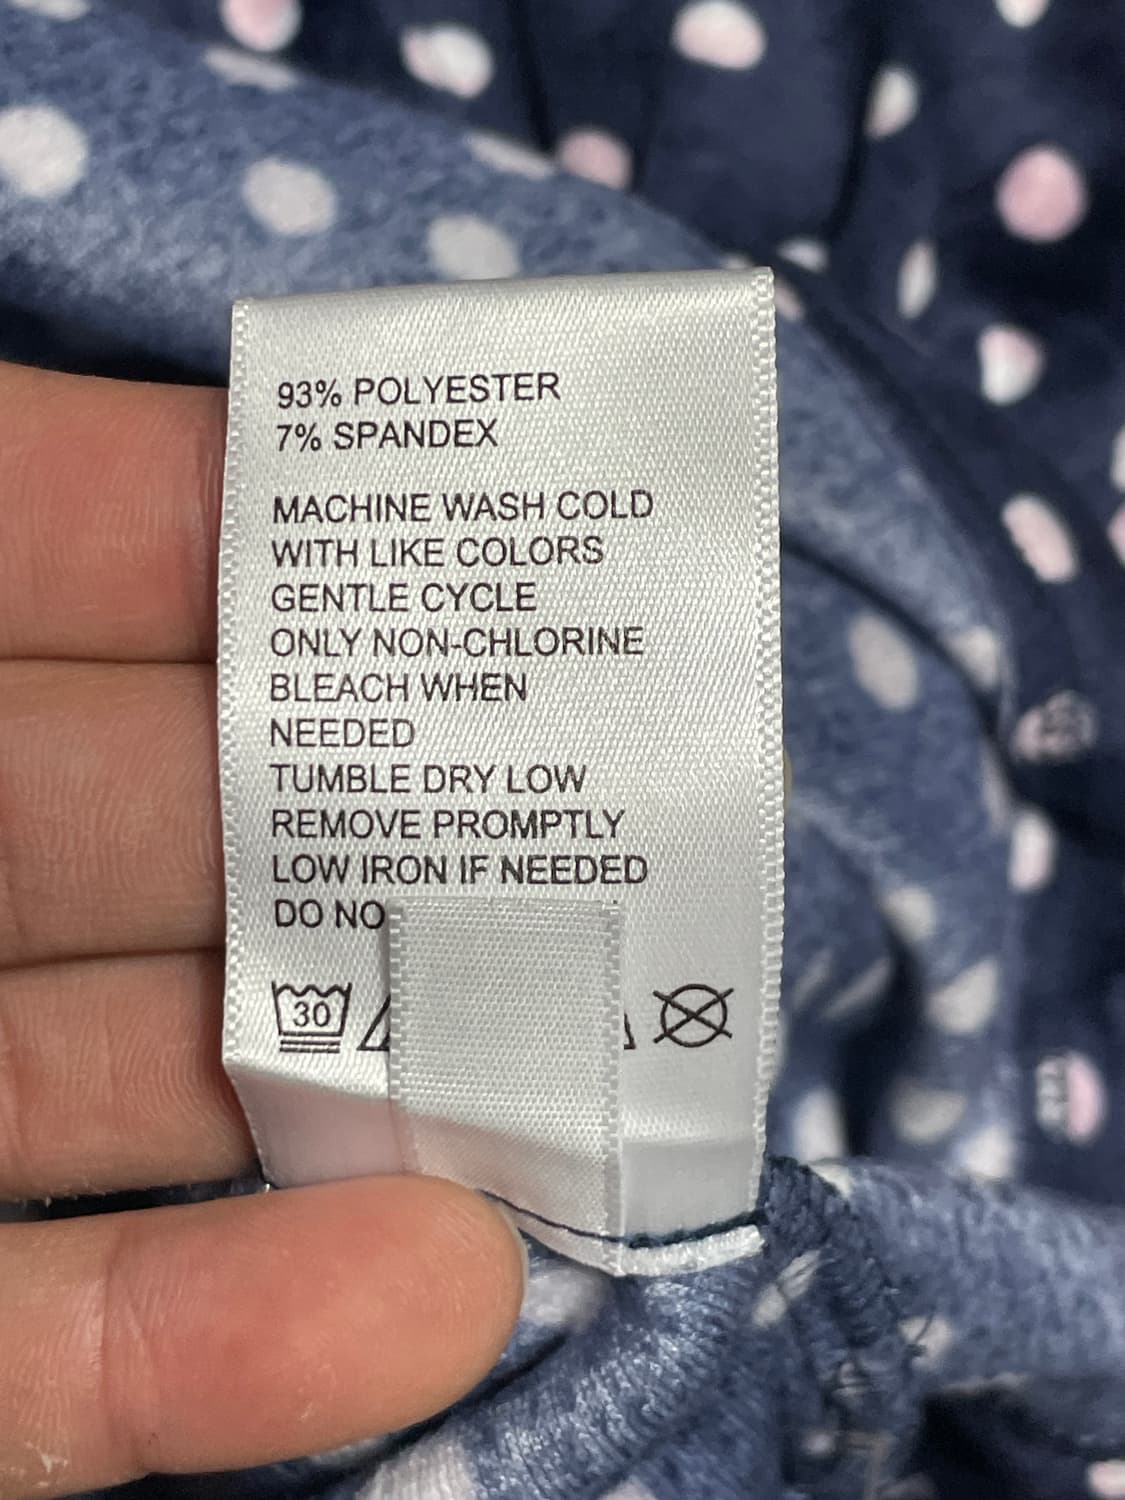 93% POLYESTER
7% SPANDEX
MACHINE WASH COLD
WITH LIKE COLORS
GENTLE CYCLE
ONLY NON-CHLORINE
BLEACH WHEN
NEEDED
TUMBLE DRY LOW
REMOVE PROMPTLY
LOW IRON IF NEEDED
DO NO
30